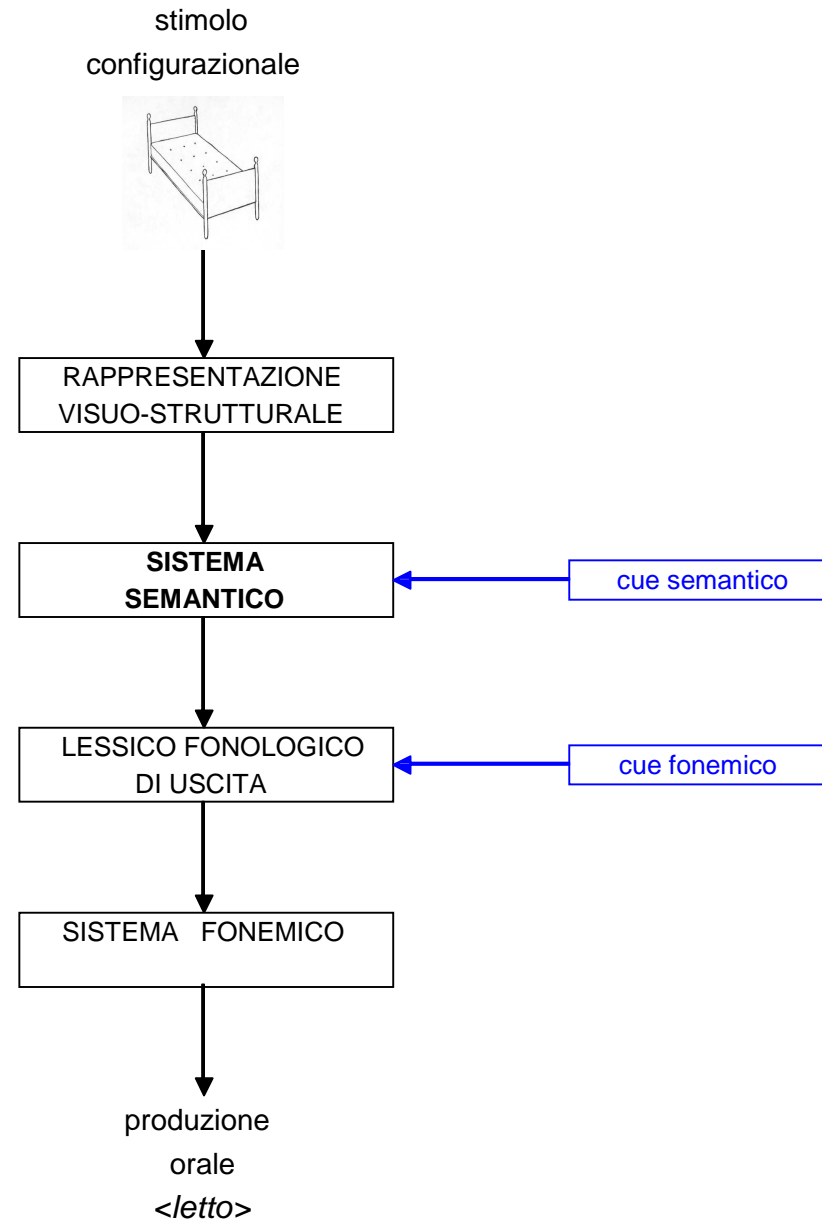 stimolo
configurazionale
RAPPRESENTAZIONE
VISUO-STRUTTURALE
SISTEMA
SEMANTICO
cue semantico
LESSICO FONOLOGICO
DI USCITA
cue fonemico
SISTEMA FONEMICO
produzione
orale
<letto>